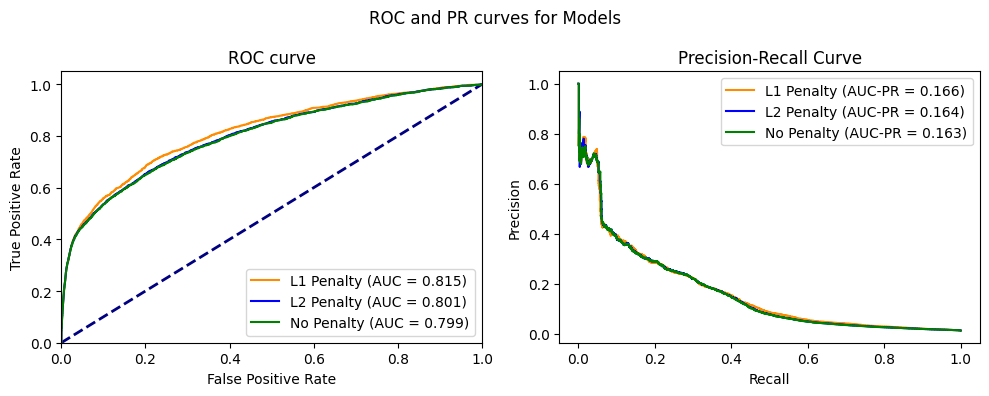 ROC and PR curves for Models
ROC curve
True Positive Rate
1.0
0.8
0.6
0.4
0.2
0.0
L1 Penalty (AUC = 0.815)
L2 Penalty (AUC = 0.801)
No Penalty (AUC = 0.799)
0.0 0.2 0.4 0.6 0.8 1.0
False Positive Rate
Precision-Recall Curve
Precision
1.0
0.8
0.6
0.4
0.2
0.0
L1 Penalty (AUC-PR = 0.166)
L2 Penalty (AUC-PR = 0.164)
No Penalty (AUC-PR = 0.163)
0.0 0.2 0.4 0.6 0.8 1.0
Recall